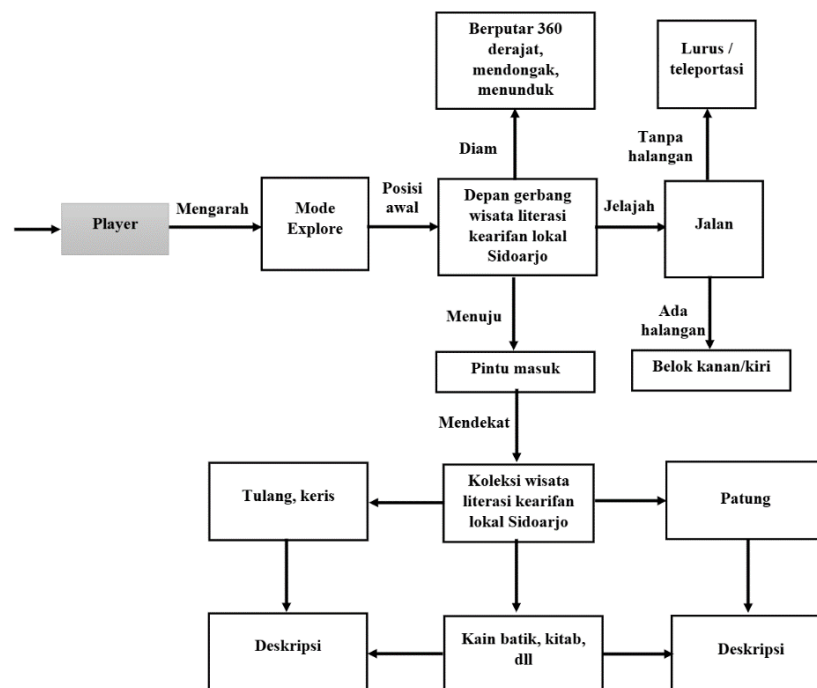 Berputar 360
derajat,
mendongak,
menunduk
Lurus /
teleportasi
Diam
Tanpa
halangan
Player
Mengarah
Mode
Explore
Posisi
awal
Depan gerbang
wisata literasi
kearifan lokal
Sidoarjo
Jelajah
Jalan
Menuju
Ada
halangan
Pintu masuk
Belok kanan/kiri
Mendekat
Tulang, keris
Koleksi wisata
literasi kearifan
lokal Sidoarjo
Patung
Deskripsi
Kain batik, kitab,
dll
Deskripsi